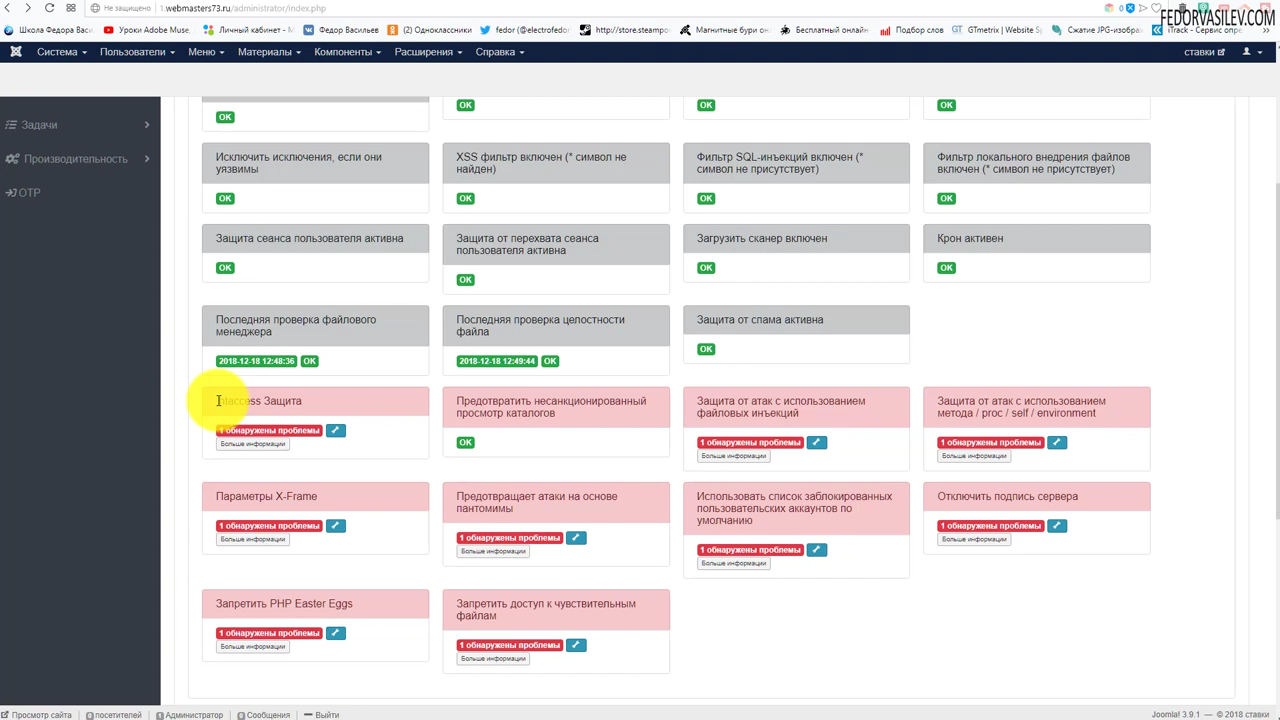 FEDORVASILEV.COM
Не защищено
1.webmasters73.ru/administrator/index.php
Школа Федора Васи.
Уроки Adobe Muse.
Личный кабинет - M
Федор Васильев
(2) Одноклассники
fedor (@electrofedor)
http://store.steampo
Магнитные бури он
Бесплатный онлайн
Подбор слов
GTmetrix | Website S
Сжатие JPG-изобра
iTrack - Сервис опре
Система
Пользователи
Меню
Материалы
Компоненты
Расширения
Справка
ставки
Задачи
Производительность
OTP
OK
OK
OK
OK
Исключить исключения, если они
уязвимы
OK
XSS фильтр включен (* символ не
найден)
OK
Фильтр SQL-инъекций включен (*
символ не присутствует)
OK
Фильтр локального внедрения файлов
включен (* символ не присутствует)
OK
Защита сеанса пользователя активна
OK
Защита от перехвата сеанса
пользователя активна
OK
Загрузить сканер включен
OK
Крон активен
OK
Последняя проверка файлового
менеджера
2018-12-18 12:48:36 OK
Последняя проверка целостности
файла
2018-12-18 12:49:44 OK
Защита от спама активна
OK
Защита
1 обнаружены проблемы
Больше информации
Предотвратить несанкционированный
просмотр каталогов
OK
Защита от атак с использованием
файловых инъекций
1 обнаружены проблемы
Больше информации
Защита от атак с использованием
метода / proc / self / environment
1 обнаружены проблемы
Больше информации
Параметры X-Frame
1 обнаружены проблемы
Больше информации
Предотвращает атаки на основе
пантомимы
1 обнаружены проблемы
Больше информации
Использовать список заблокированных
пользовательских аккаунтов по
умолчанию
1 обнаружены проблемы
Больше информации
Отключить подпись сервера
1 обнаружены проблемы
Больше информации
Запретить PHP Easter Eggs
1 обнаружены проблемы
Больше информации
Запретить доступ к чувствительным
файлам
1 обнаружены проблемы
Больше информации
Просмотр сайта
0 посетителей
1 Администратор
0 Сообщения
Выйти
Joomla! 3.9.1 — © 2018 ставки